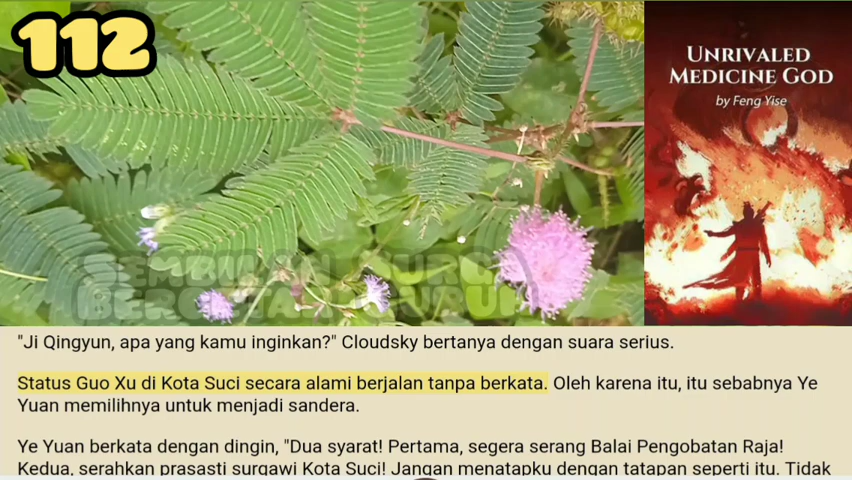 112
UNRIVALED
MEDICINE GOD
by Feng Yise
"Ji Qingyun, apa yang kamu inginkan?" Cloudsky bertanya dengan suara serius.
Status Guo Xu di Kota Suci secara alami berjalan tanpa berkata. Oleh karena itu, itu sebabnya Ye
Yuan memilihnya untuk menjadi sandera.
Ye Yuan berkata dengan dingin, "Dua syarat! Pertama, segera serang Balai Pengobatan Raja!
Kedua, serahkan prasasti surgawi Kota Suci! Jangan menatapku dengan tatapan seperti itu. Tidak